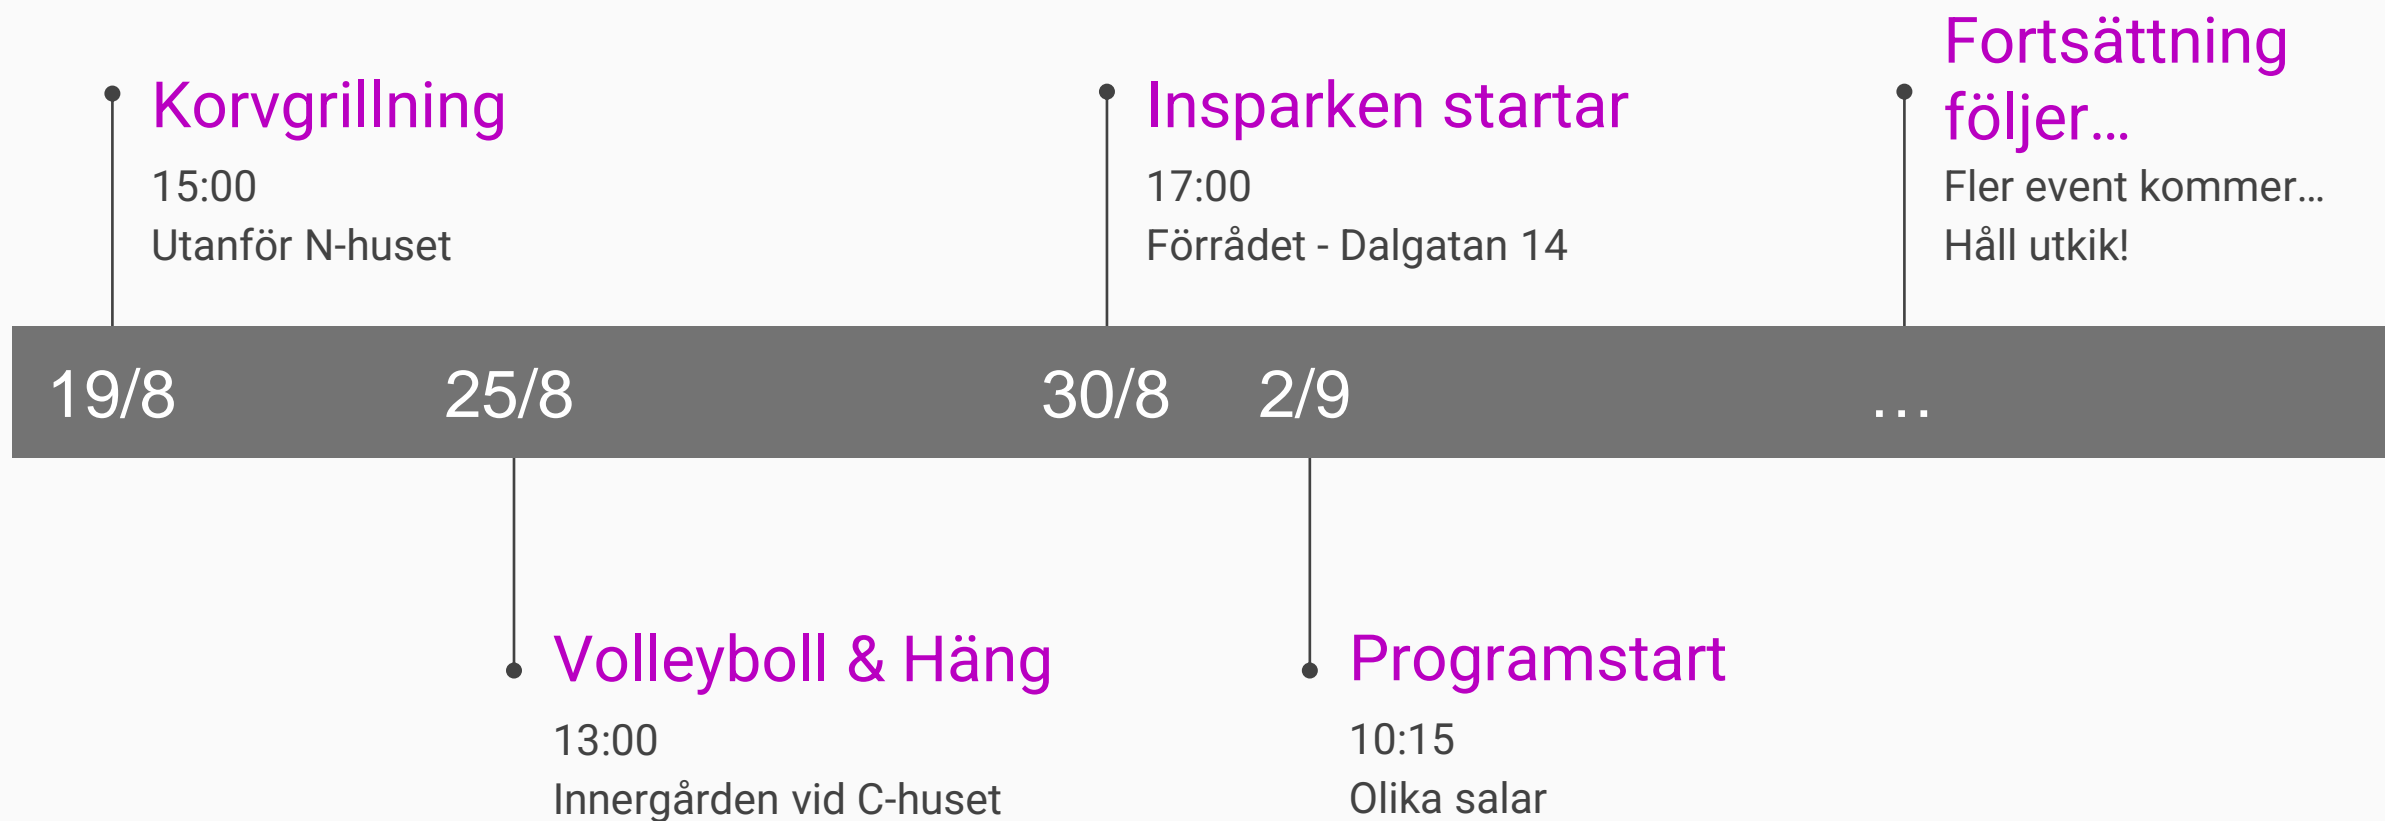 Korvgrillning
15:00
Utanför N-huset
Insparken startar
17:00
Förrådet - Dalgatan 14
Fortsättning
följer…
Fler event kommer…
Håll utkik!
19/8
25/8
30/8
2/9
…
Volleyboll & Häng
13:00
Innergården vid C-huset
Programstart
10:15
Olika salar